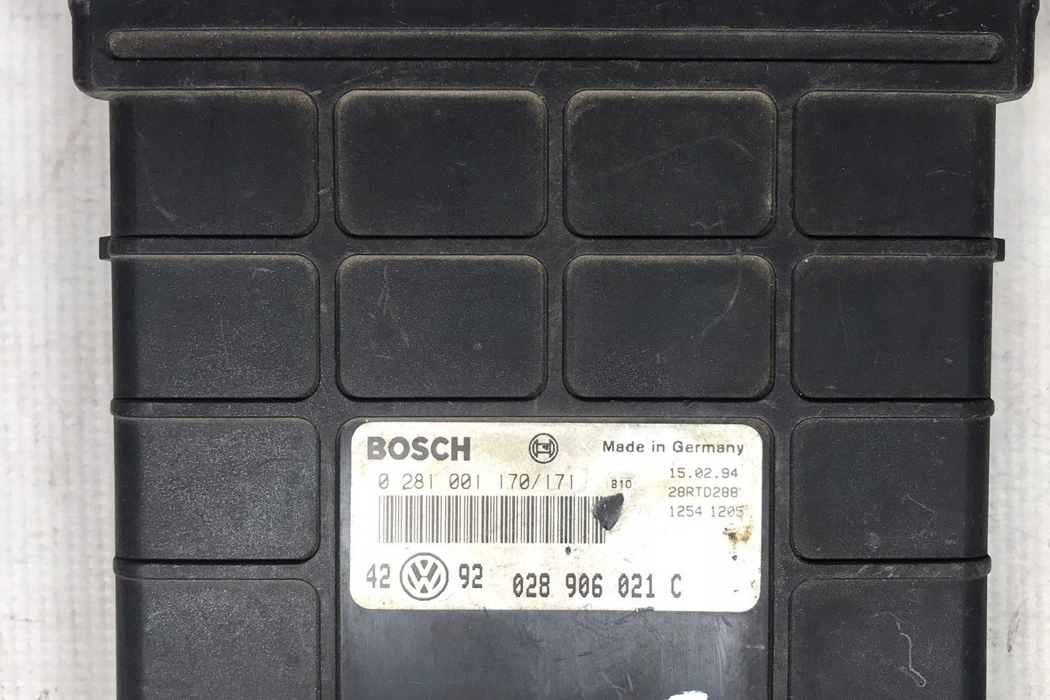 BOSCH Made in Germany
0 281 001 170/171 810 15.02.94
28RTD288
1254 1205
42 92 028 906 021 C